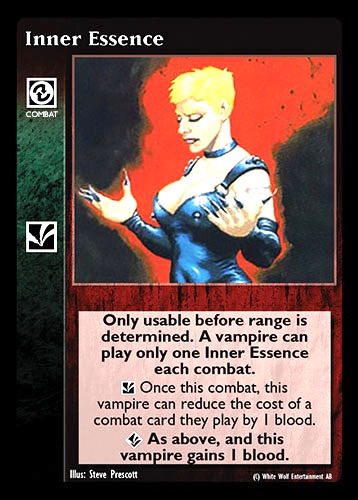 Inner Essence
COMBAT
Only usable before range is
determined. A vampire can
play only one Inner Essence
each combat.
Once this combat, this
vampire can reduce the cost of a
combat card they play by 1 blood.
As above, and this
vampire gains 1 blood.
Illus: Steve Prescott
(C) White Wolf Entertainment AB